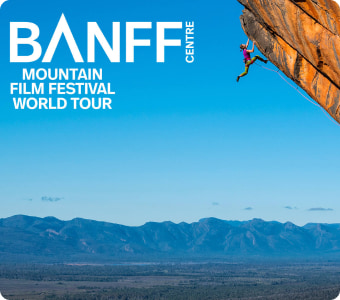 BANFF
CENTRE
MOUNTAIN
FILM FESTIVAL
WORLD TOUR